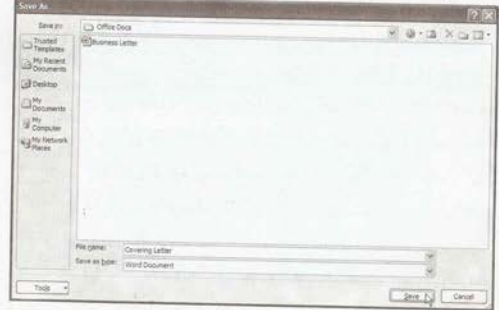 Save As
Save in:
Office Docs
Trusted
Templates
Business Letter
My Recent
Documents
Desktop
My
Documents
My
Computer
My Network
Places
File name:
Covering Letter
Save as type:
Word Document
Tools
Save
Cancel